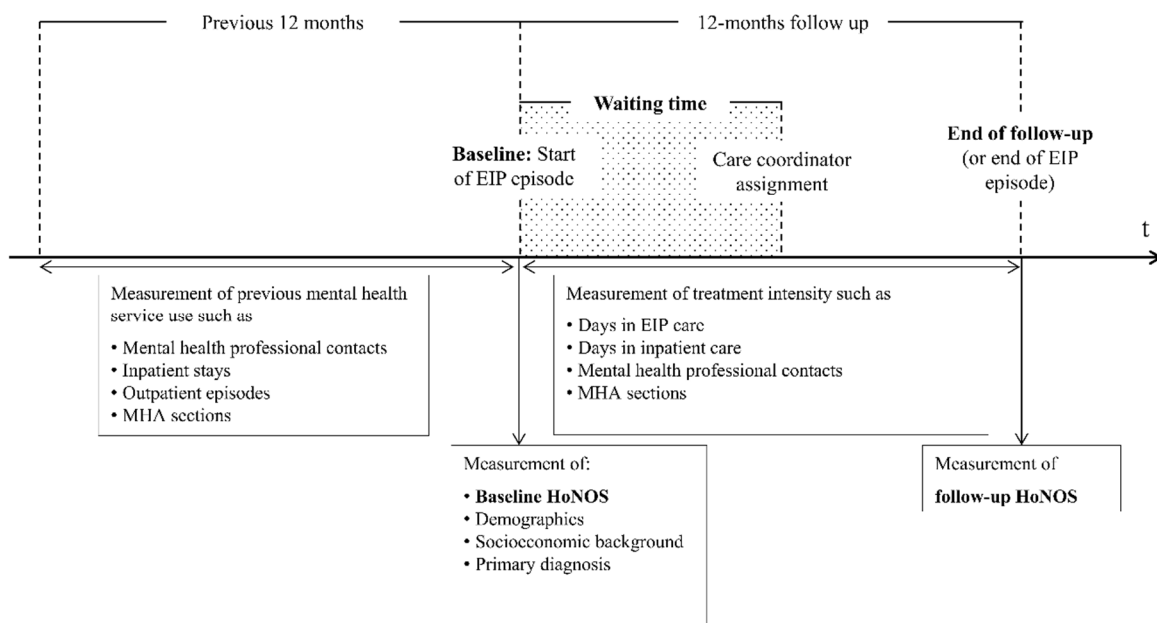 Previous 12 months
12-months follow up
Waiting time
Baseline: Start
of EIP episode
Care coordinator
assignment
End of follow-up
(or end of EIP
episode)
t
Measurement of previous mental health
service use such as
• Mental health professional contacts
• Inpatient stays
• Outpatient episodes
• MHA sections
Measurement of treatment intensity such as
• Days in EIP care
• Days in inpatient care
• Mental health professional contacts
• MHA sections
Measurement of:
• Baseline HoNOS
• Demographics
• Socioeconomic background
• Primary diagnosis
Measurement of
follow-up HoNOS